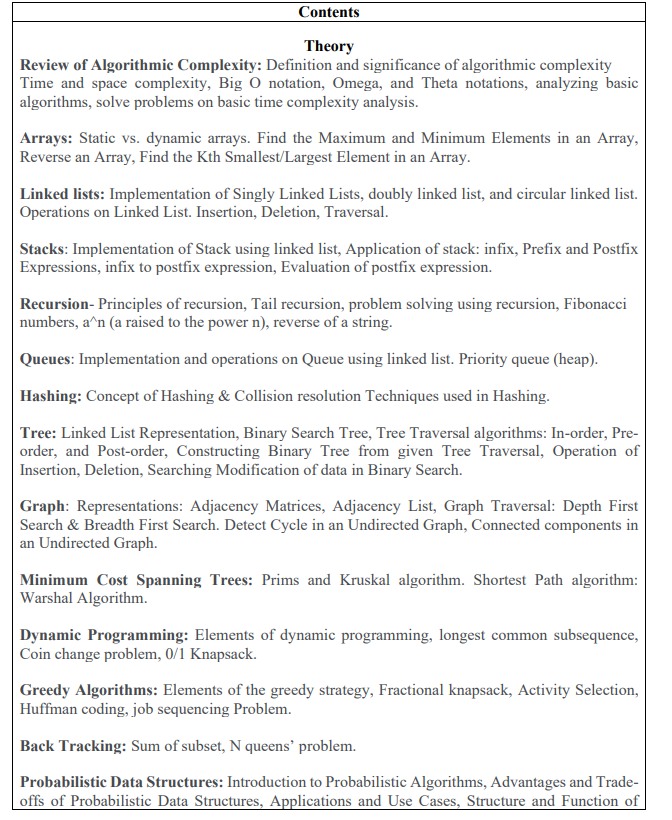 Contents
Theory
Review of Algorithmic Complexity: Definition and significance of algorithmic complexity
Time and space complexity, Big O notation, Omega, and Theta notations, analyzing basic
algorithms, solve problems on basic time complexity analysis.
Arrays: Static vs. dynamic arrays. Find the Maximum and Minimum Elements in an Array,
Reverse an Array, Find the Kth Smallest/Largest Element in an Array.
Linked lists: Implementation of Singly Linked Lists, doubly linked list, and circular linked list.
Operations on Linked List. Insertion, Deletion, Traversal.
Stacks: Implementation of Stack using linked list, Application of stack: infix, Prefix and Postfix
Expressions, infix to postfix expression, Evaluation of postfix expression.
Recursion- Principles of recursion, Tail recursion, problem solving using recursion, Fibonacci
numbers, a^n (a raised to the power n), reverse of a string.
Queues: Implementation and operations on Queue using linked list. Priority queue (heap).
Hashing: Concept of Hashing & Collision resolution Techniques used in Hashing.
Tree: Linked List Representation, Binary Search Tree, Tree Traversal algorithms: In-order, Pre-
order, and Post-order, Constructing Binary Tree from given Tree Traversal, Operation of
Insertion, Deletion, Searching Modification of data in Binary Search.
Graph: Representations: Adjacency Matrices, Adjacency List, Graph Traversal: Depth First
Search & Breadth First Search. Detect Cycle in an Undirected Graph, Connected components in
an Undirected Graph.
Minimum Cost Spanning Trees: Prims and Kruskal algorithm. Shortest Path algorithm:
Warshal Algorithm.
Dynamic Programming: Elements of dynamic programming, longest common subsequence,
Coin change problem, 0/1 Knapsack.
Greedy Algorithms: Elements of the greedy strategy, Fractional knapsack, Activity Selection,
Huffman coding, job sequencing Problem.
Back Tracking: Sum of subset, N queens’ problem.
Probabilistic Data Structures: Introduction to Probabilistic Algorithms, Advantages and Trade-
offs of Probabilistic Data Structures, Applications and Use Cases, Structure and Function of